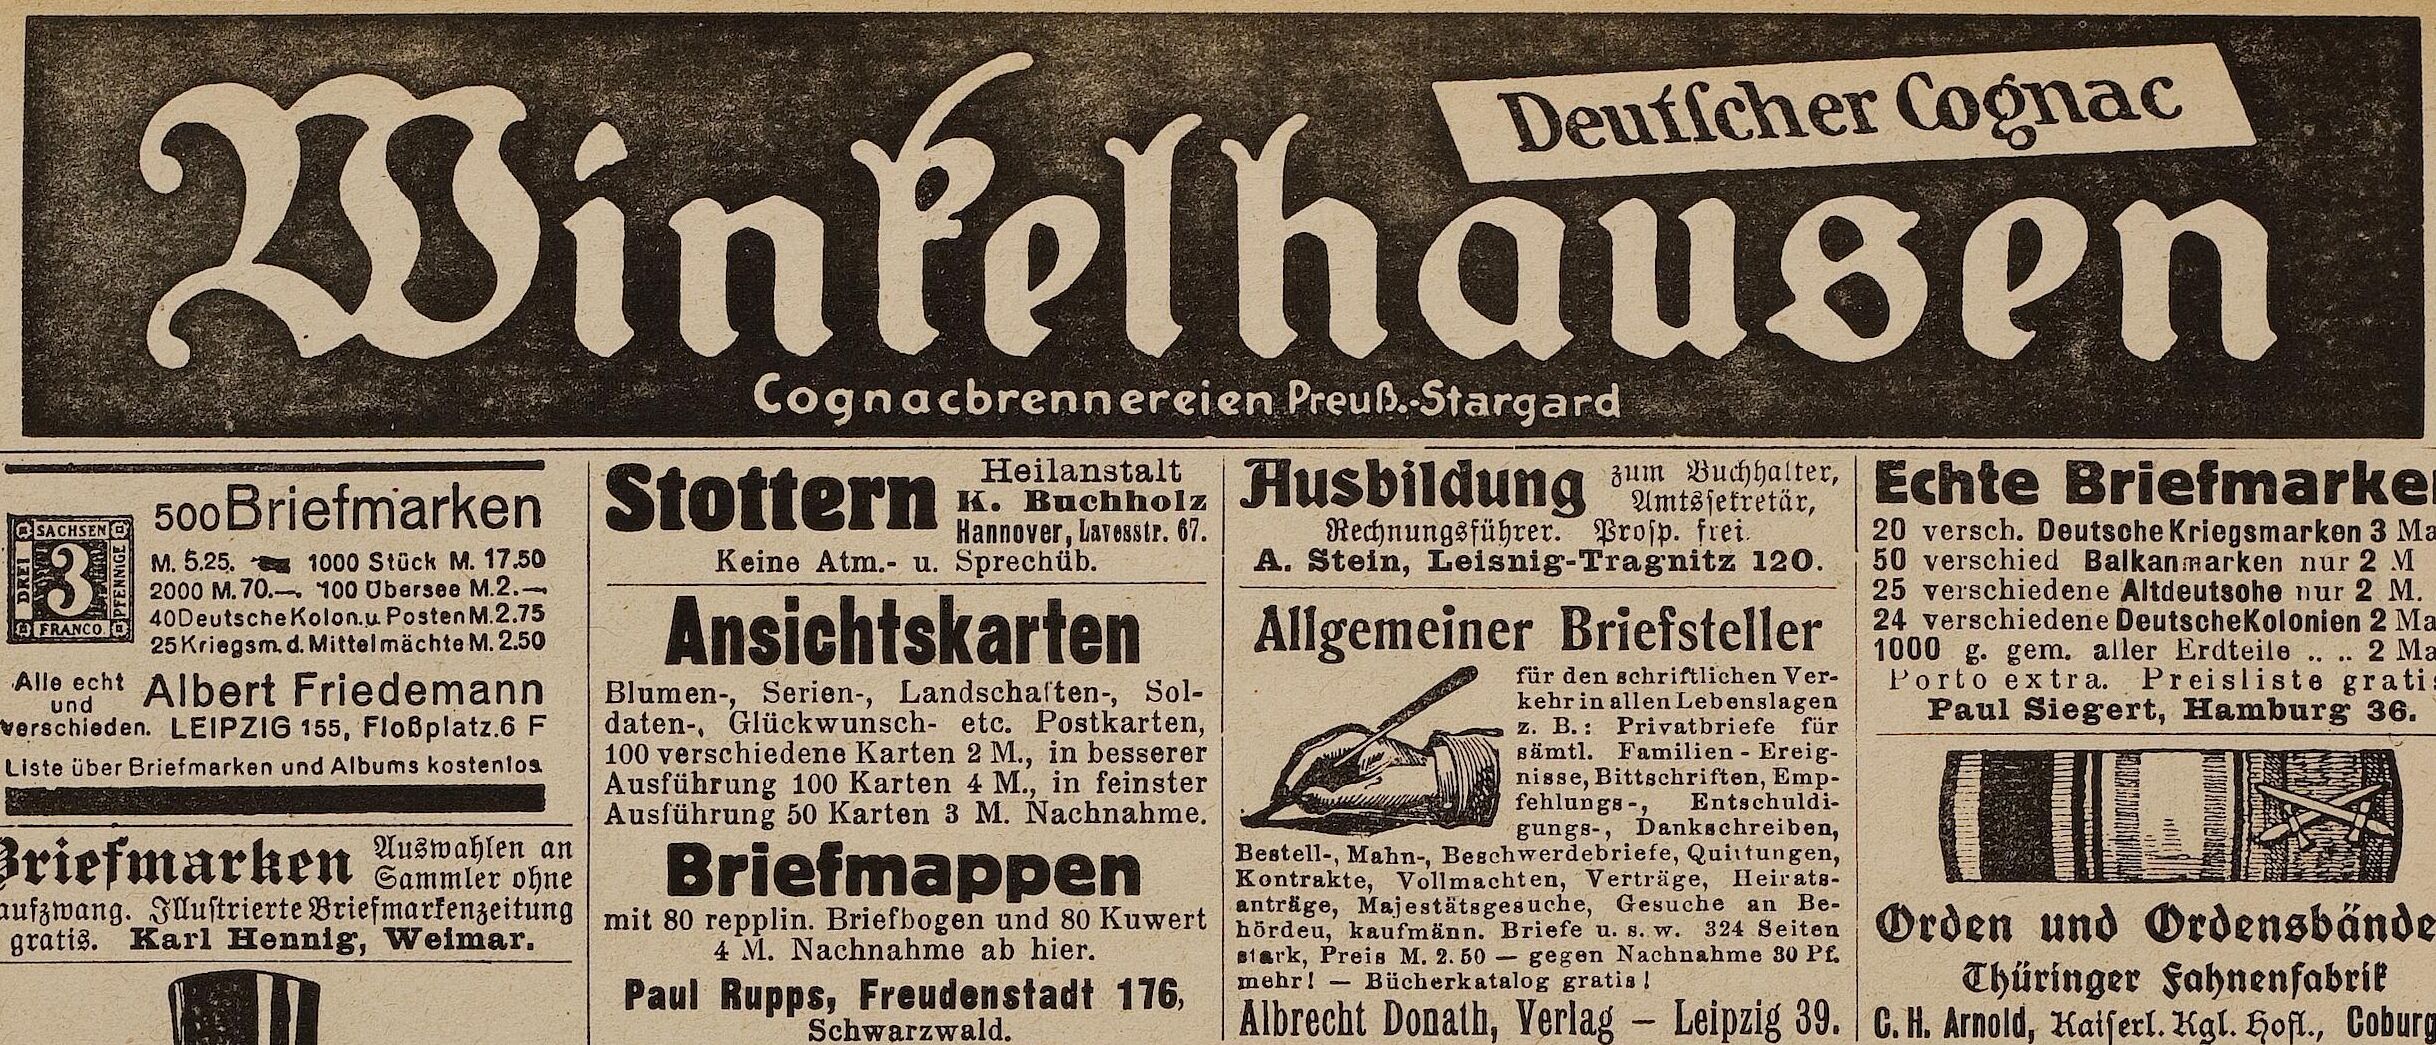 Deutscher Cognac
Winkelhausen
Cognacbrennereien Preuß.-Stargard
SACHSEN
DREI
3
PFENNIGE
FRANCO
500 Briefmarken
M. 5.25. 1000 Stück M. 17.50
2000 M. 70.—. 100 Übersee M. 2.—.
40 Deutsche Kolon. u. Posten M. 2.75
25 Kriegsm. d. Mittelmächte M. 2.50
Alle echt
und
verschieden.
Albert Friedemann
LEIPZIG 155, Floßplatz. 6 F
Liste über Briefmarken und Albums kostenlos
Briefmarken
Auswahlen an
Sammler ohne
aufzwang. Illustrierte Briefmarkenzeitung
gratis. Karl Hennig, Weimar.
Stottern
Heilanstalt
K. Buchholz
Hannover, Lavesstr. 67.
Keine Atm.- u. Sprechüb.
Ansichtskarten
Blumen-, Serien-, Landschaften-, Sol-
daten-, Glückwunsch- etc. Postkarten,
100 verschiedene Karten 2 M., in besserer
Ausführung 100 Karten 4 M., in feinster
Ausführung 50 Karten 3 M. Nachnahme.
Briefmappen
mit 80 repplin. Briefbogen und 80 Kuwert
4 M. Nachnahme ab hier.
Paul Rupps, Freudenstadt 176,
Schwarzwald.
Ausbildung
zum Buchhalter,
Amtssekretär,
Rechnungsführer. Prosp. frei.
A. Stein, Leisnig-Tragnitz 120.
Allgemeiner Briefsteller
für den schriftlichen Ver-
kehr in allen Lebenslagen
z. B.: Privatbriefe für
sämtl. Familien-Ereig-
nisse, Bittschriften, Emp-
fehlungs-, Entschuldi-
gungs-, Dankschreiben,
Bestell-, Mahn-, Beschwerdebriefe, Quittungen,
Kontrakte, Vollmachten, Verträge, Heirats-
anträge, Majestätsgesuche, Gesuche an Be-
hörden, kaufmänn. Briefe u. s. w. 324 Seiten
stark, Preis M. 2.50 — gegen Nachnahme 30 Pf.
mehr! — Bücherkatalog gratis!
Albrecht Donath, Verlag — Leipzig 39.
Echte Briefmarke
20 versch. Deutsche Kriegsmarken 3 Ma
50 verschied Balkanmarken nur 2 M
25 verschiedene Altdeutsche nur 2 M.
24 verschiedene Deutsche Kolonien 2 Ma
1000 g. gem. aller Erdteile .. .. 2 Ma
Porto extra. Preisliste gratis
Paul Siegert, Hamburg 36.
Orden und Ordensbände
Thüringer Fahnenfabrik
C. H. Arnold, Kaiserl. Kgl. Hofl., Coburg